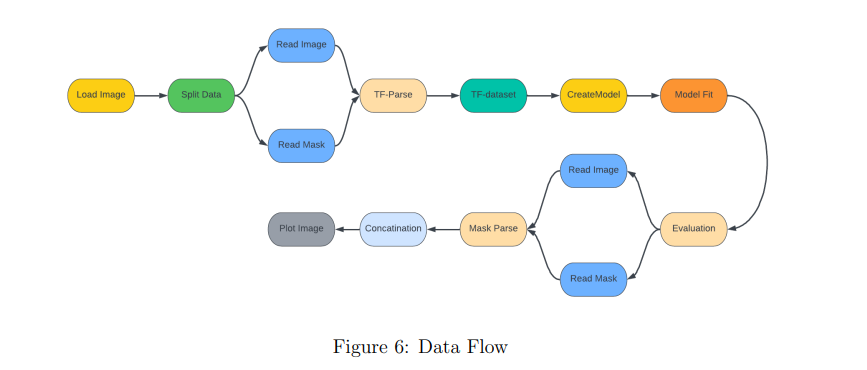 Load Image
Split Data
Read Image
Read Mask
TF-Parse
TF-dataset
CreateModel
Model Fit
Evaluation
Read Image
Read Mask
Mask Parse
Concatination
Plot Image
Figure 6: Data Flow